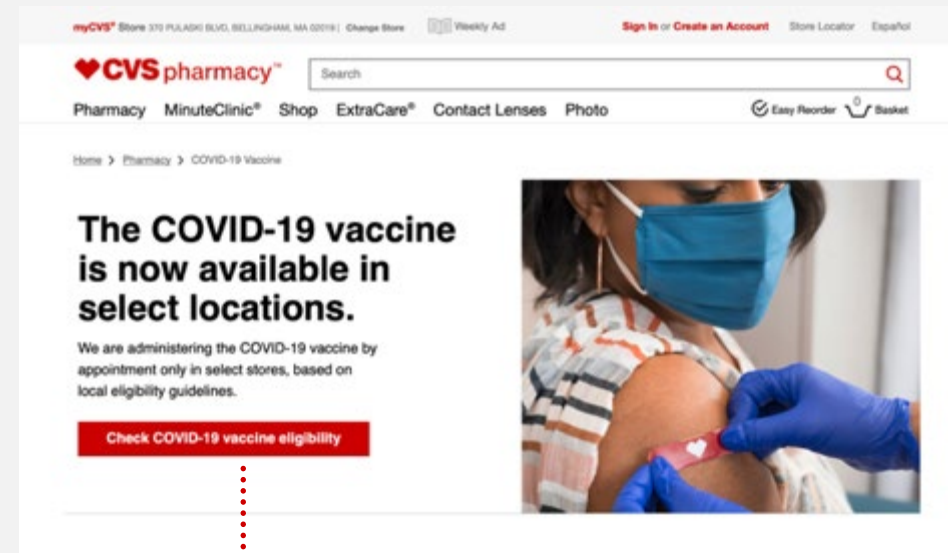 myCVS® Store 370 PULASKI BLVD, BELLINGHAM, MA 02019 | Change Store Weekly Ad Sign In or Create an Account Store Locator Español
CVS pharmacy™ Search
Pharmacy MinuteClinic® Shop ExtraCare® Contact Lenses Photo Easy Reorder 0 Basket
Home > Pharmacy > COVID-19 Vaccine
The COVID-19 vaccine
is now available in
select locations.
We are administering the COVID-19 vaccine by
appointment only in select stores, based on
local eligibility guidelines.
Check COVID-19 vaccine eligibility